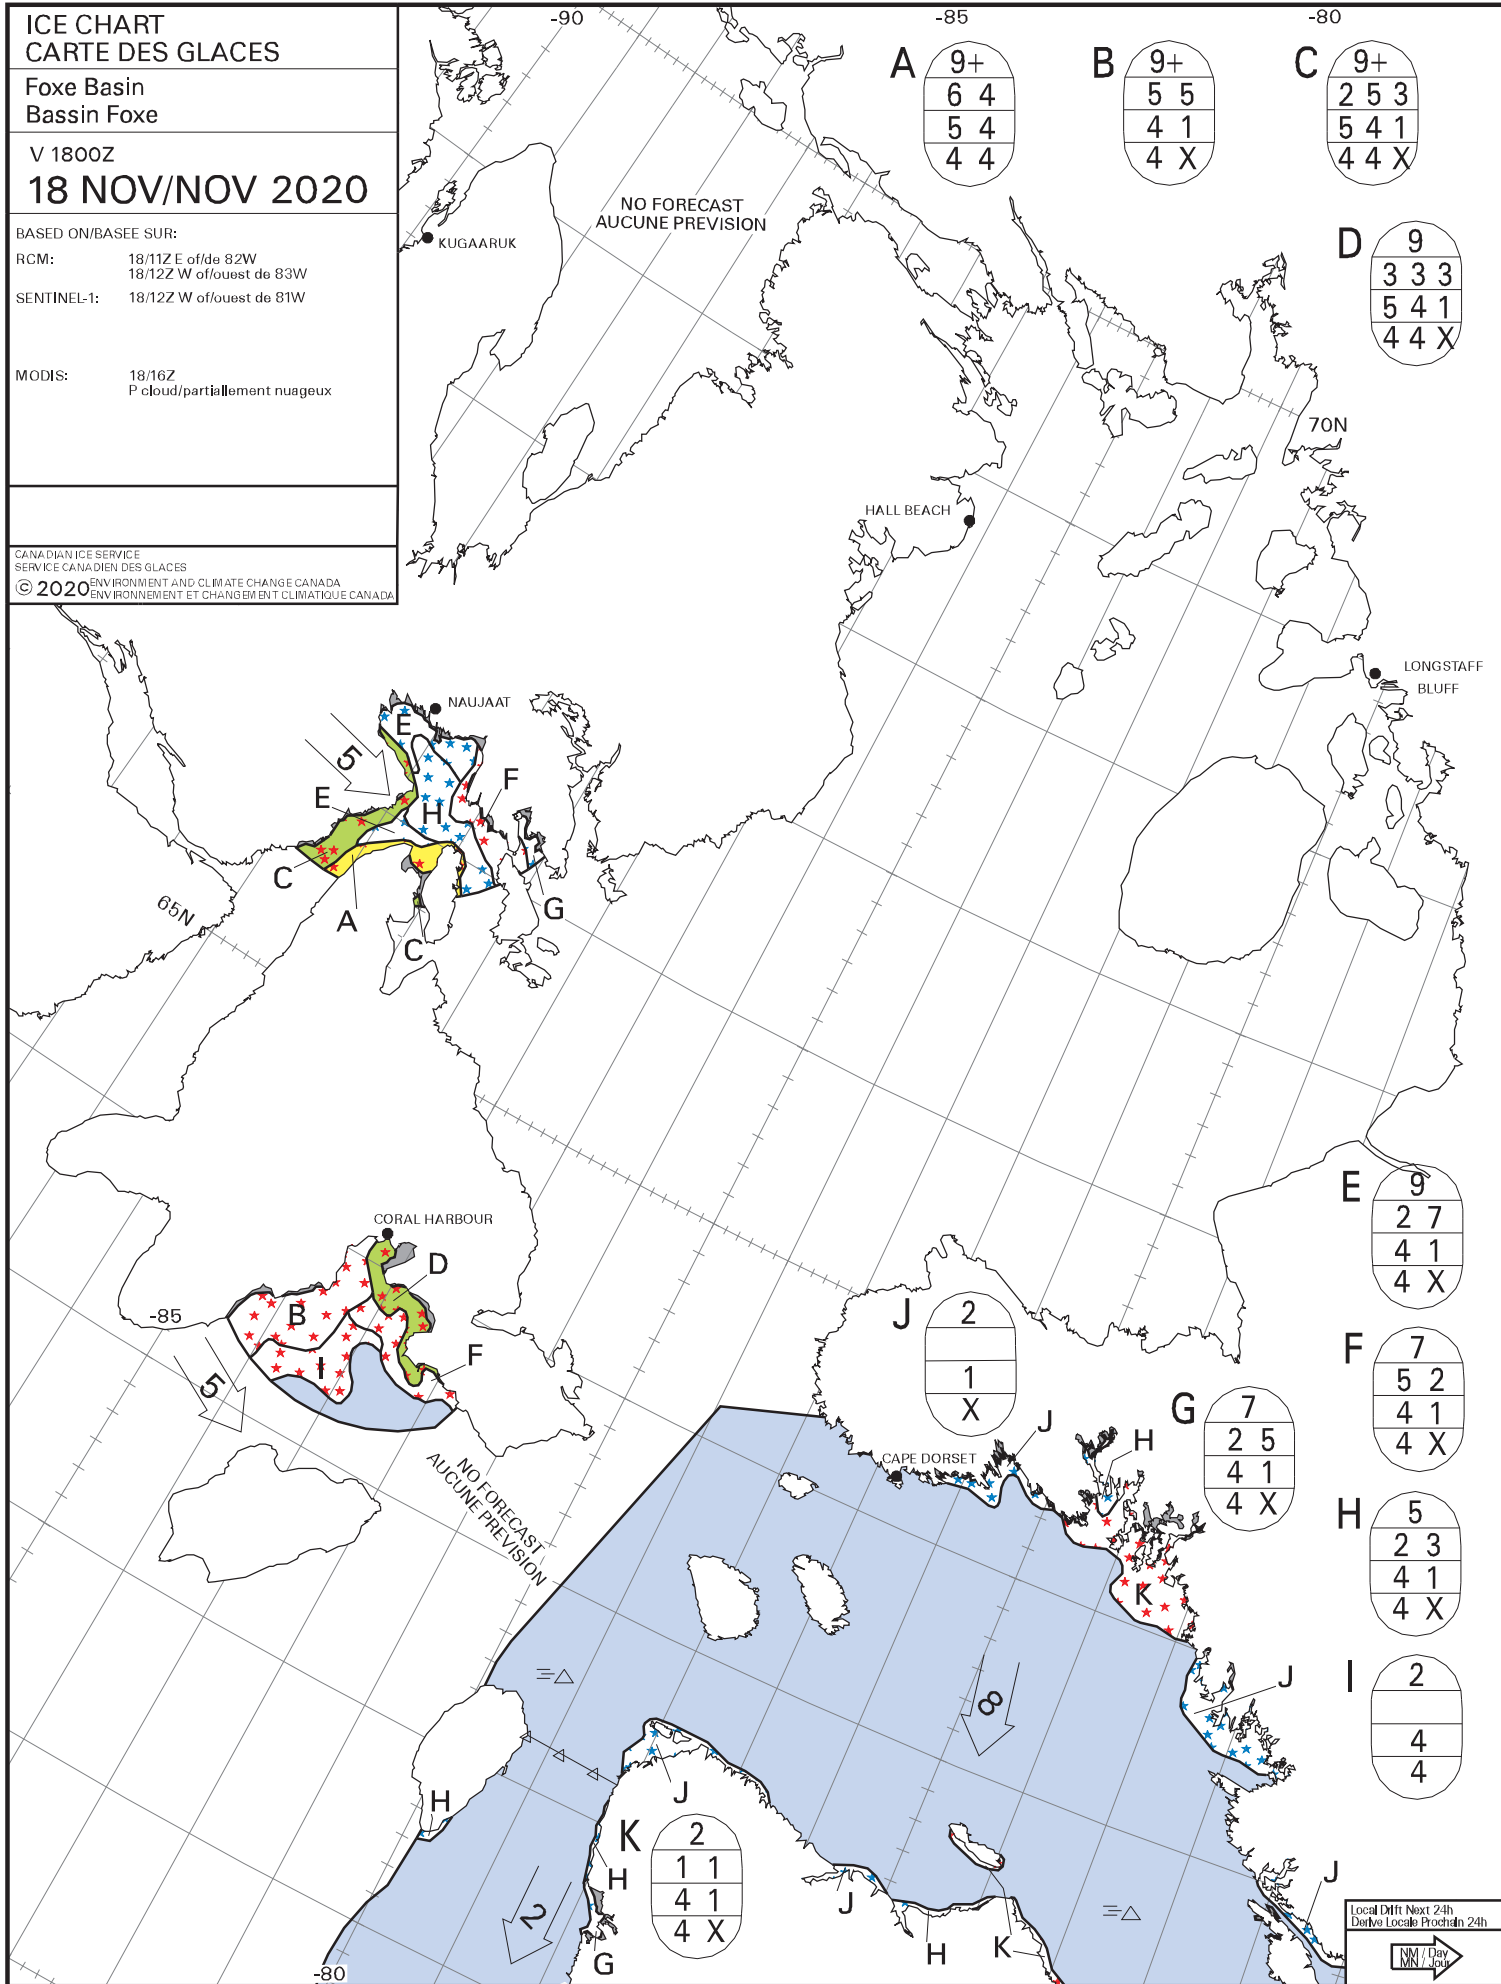 ICE CHART
CARTE DES GLACES
Foxe Basin
Bassin Foxe
V 1800Z
18 NOV/NOV 2020
BASED ON/BASEE SUR:
RCM: 18/11Z E of/de 82W
18/12Z W of/ouest de 83W
SENTINEL-1: 18/12Z W of/ouest de 81W
MODIS: 18/16Z
P cloud/partiallement nuageux
CANADIAN ICE SERVICE
SERVICE CANADIEN DES GLACES
© 2020 ENVIRONMENT AND CLIMATE CHANGE CANADA
ENVIRONNEMENT ET CHANGEMENT CLIMATIQUE CANADA
-90
-85
-80
A
9+
6 4
5 4
4 4
B
9+
5 5
4 1
4 X
C
9+
2 5 3
5 4 1
4 4 X
D
9
3 3 3
5 4 1
4 4 X
NO FORECAST
AUCUNE PREVISION
KUGAARUK
70N
HALL BEACH
LONGSTAFF
BLUFF
NAUJAAT
E
5
F
E
H
C
A
G
C
65N
CORAL HARBOUR
D
B
-85
I
F
5
NO FORECAST
AUCUNE PREVISION
E
9
2 7
4 1
4 X
J
2
1
X
F
7
5 2
4 1
4 X
G
7
2 5
4 1
4 X
CAPE DORSET
J
H
H
5
2 3
4 1
4 X
K
I
2
4
4
J
8
J
H
K
2
1 1
4 1
4 X
H
2
G
J
H
K
J
-80
Local Drift Next 24h
Derive Locale Prochain 24h
NM / Day
MN / Jour